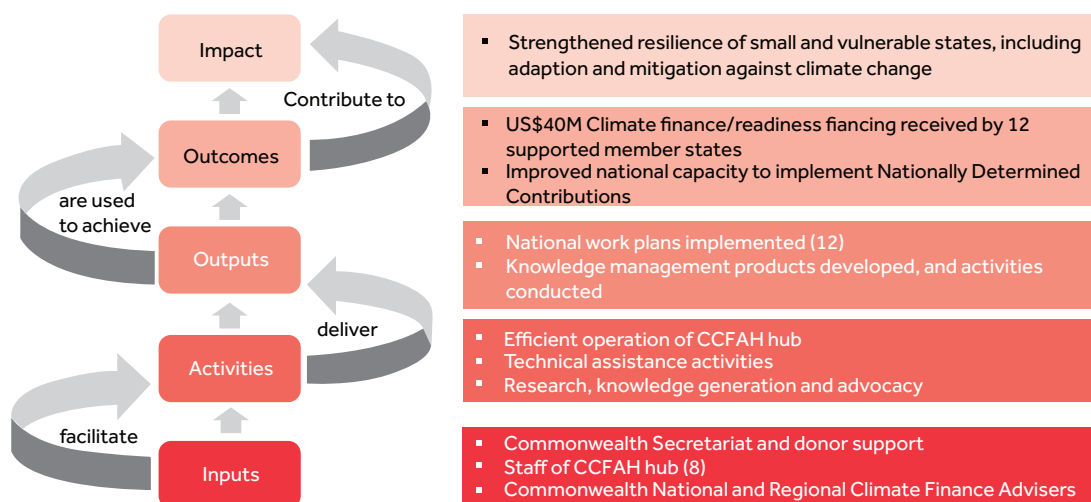 Impact
▪ Strengthened resilience of small and vulnerable states, including
adaption and mitigation against climate change
Contribute to
Outcomes
▪ US$40M Climate finance/readiness fiancing received by 12
supported member states
▪ Improved national capacity to implement Nationally Determined
Contributions
are used
to achieve
Outputs
▪ National work plans implemented (12)
▪ Knowledge management products developed, and activities
conducted
deliver
Activities
▪ Efficient operation of CCFAH hub
▪ Technical assistance activities
▪ Research, knowledge generation and advocacy
facilitate
Inputs
▪ Commonwealth Secretariat and donor support
▪ Staff of CCFAH hub (8)
▪ Commonwealth National and Regional Climate Finance Advisers